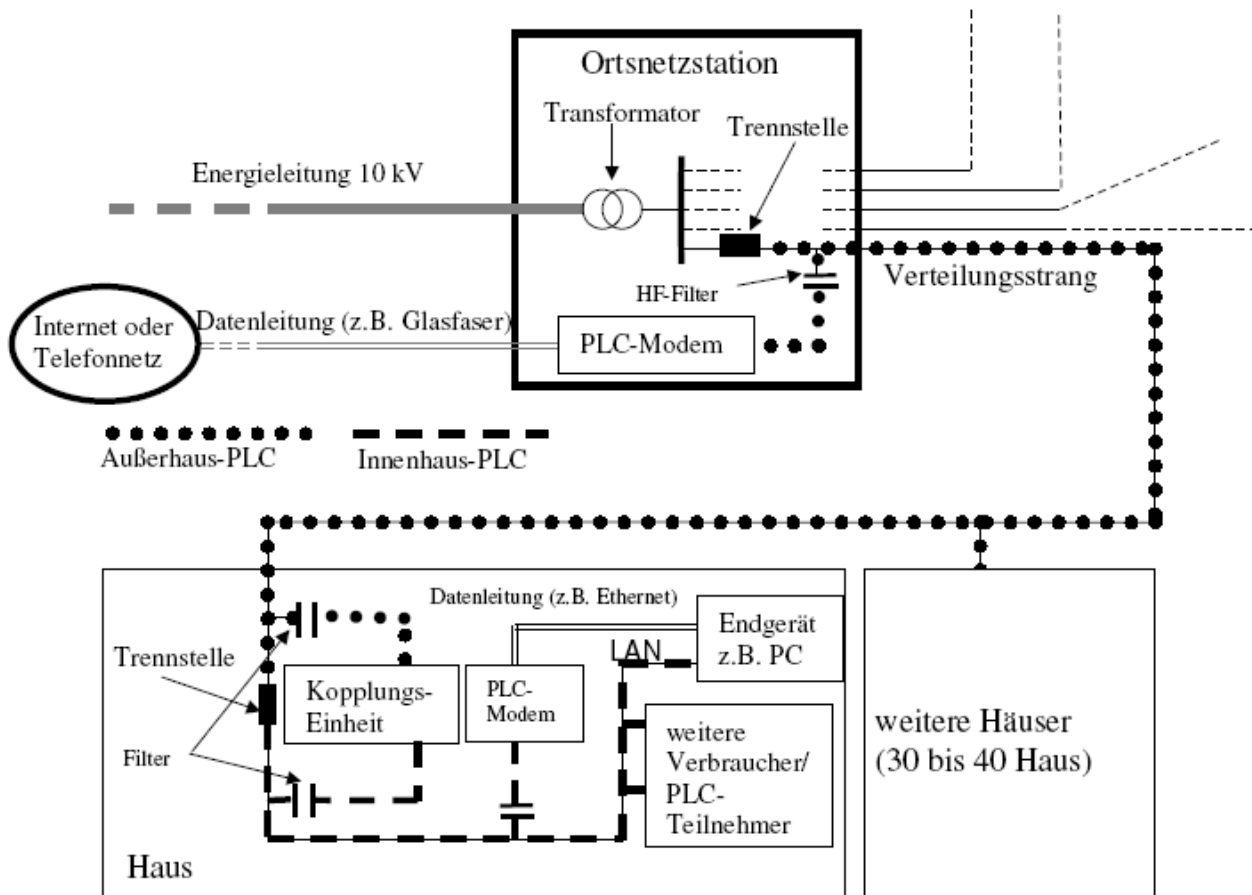 Ortsnetzstation
Transformator
Trennstelle
Energieleitung 10 kV
HF-Filter
Verteilungsstrang
Internet oder
Telefonnetz
Datenleitung (z.B. Glasfaser)
PLC-Modem
Außerhaus-PLC
Innenhaus-PLC
Datenleitung (z.B. Ethernet)
LAN
Endgerät
z.B. PC
Trennstelle
Kopplungs-
Einheit
PLC-
Modem
Filter
weitere
Verbraucher/
PLC-
Teilnehmer
weitere Häuser
(30 bis 40 Haus)
Haus